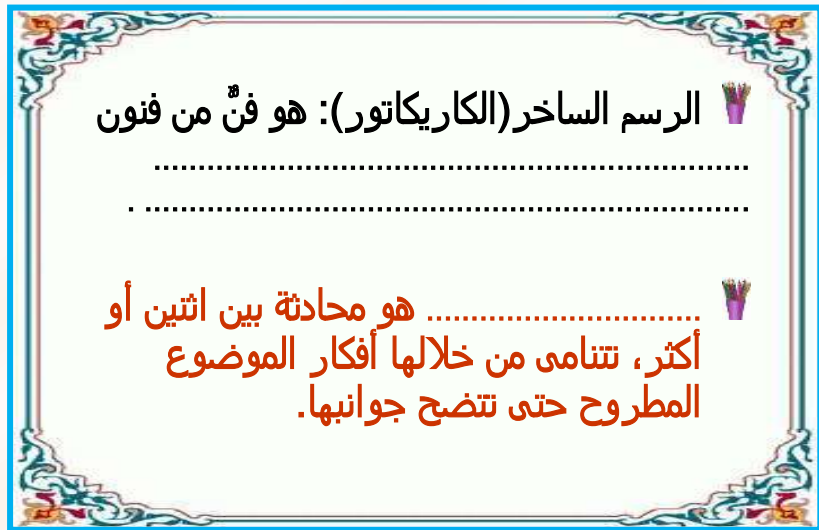 الرسم الساخر(الكاريكاتور): هو فنٌّ من فنون
...................................................................
.................................................................... .
............................... هو محادثة بين اثنين أو
أكثر، تتنامى من خلالها أفكار الموضوع
المطروح حتى تتضح جوانبها.